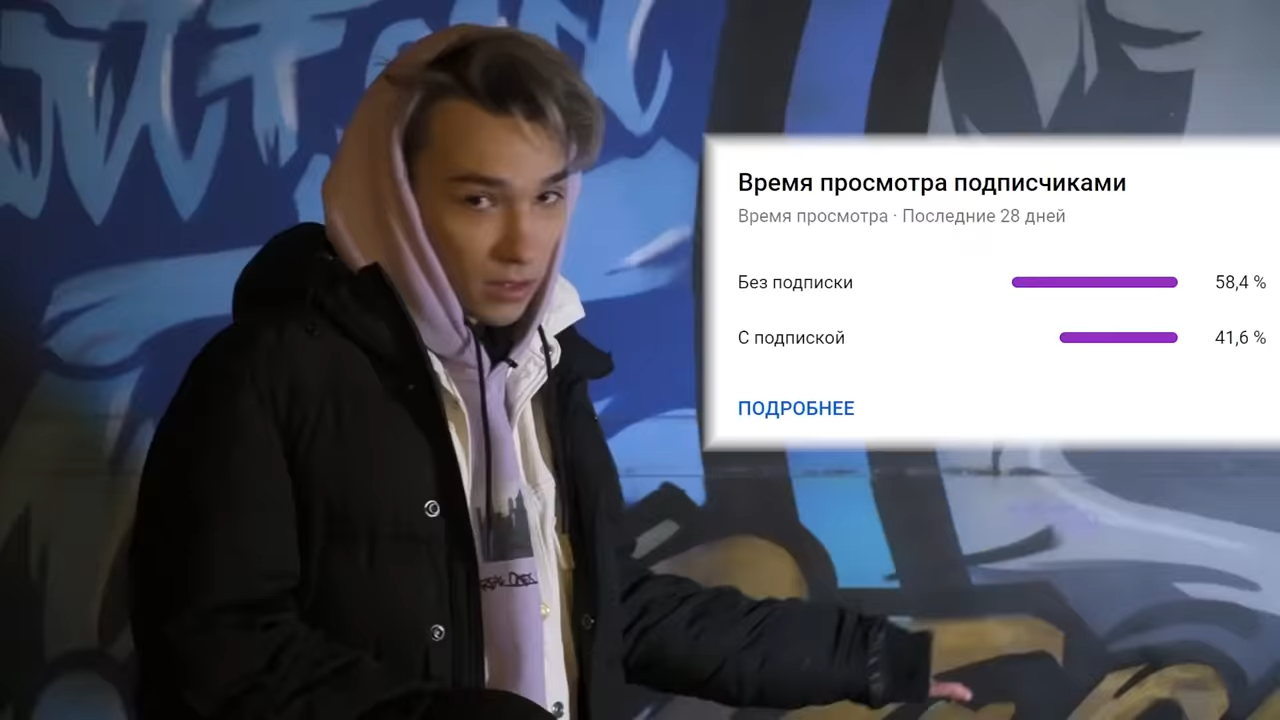 Время просмотра подписчиками
Время просмотра · Последние 28 дней
Без подписки 58,4 %
С подпиской 41,6 %
ПОДРОБНЕЕ